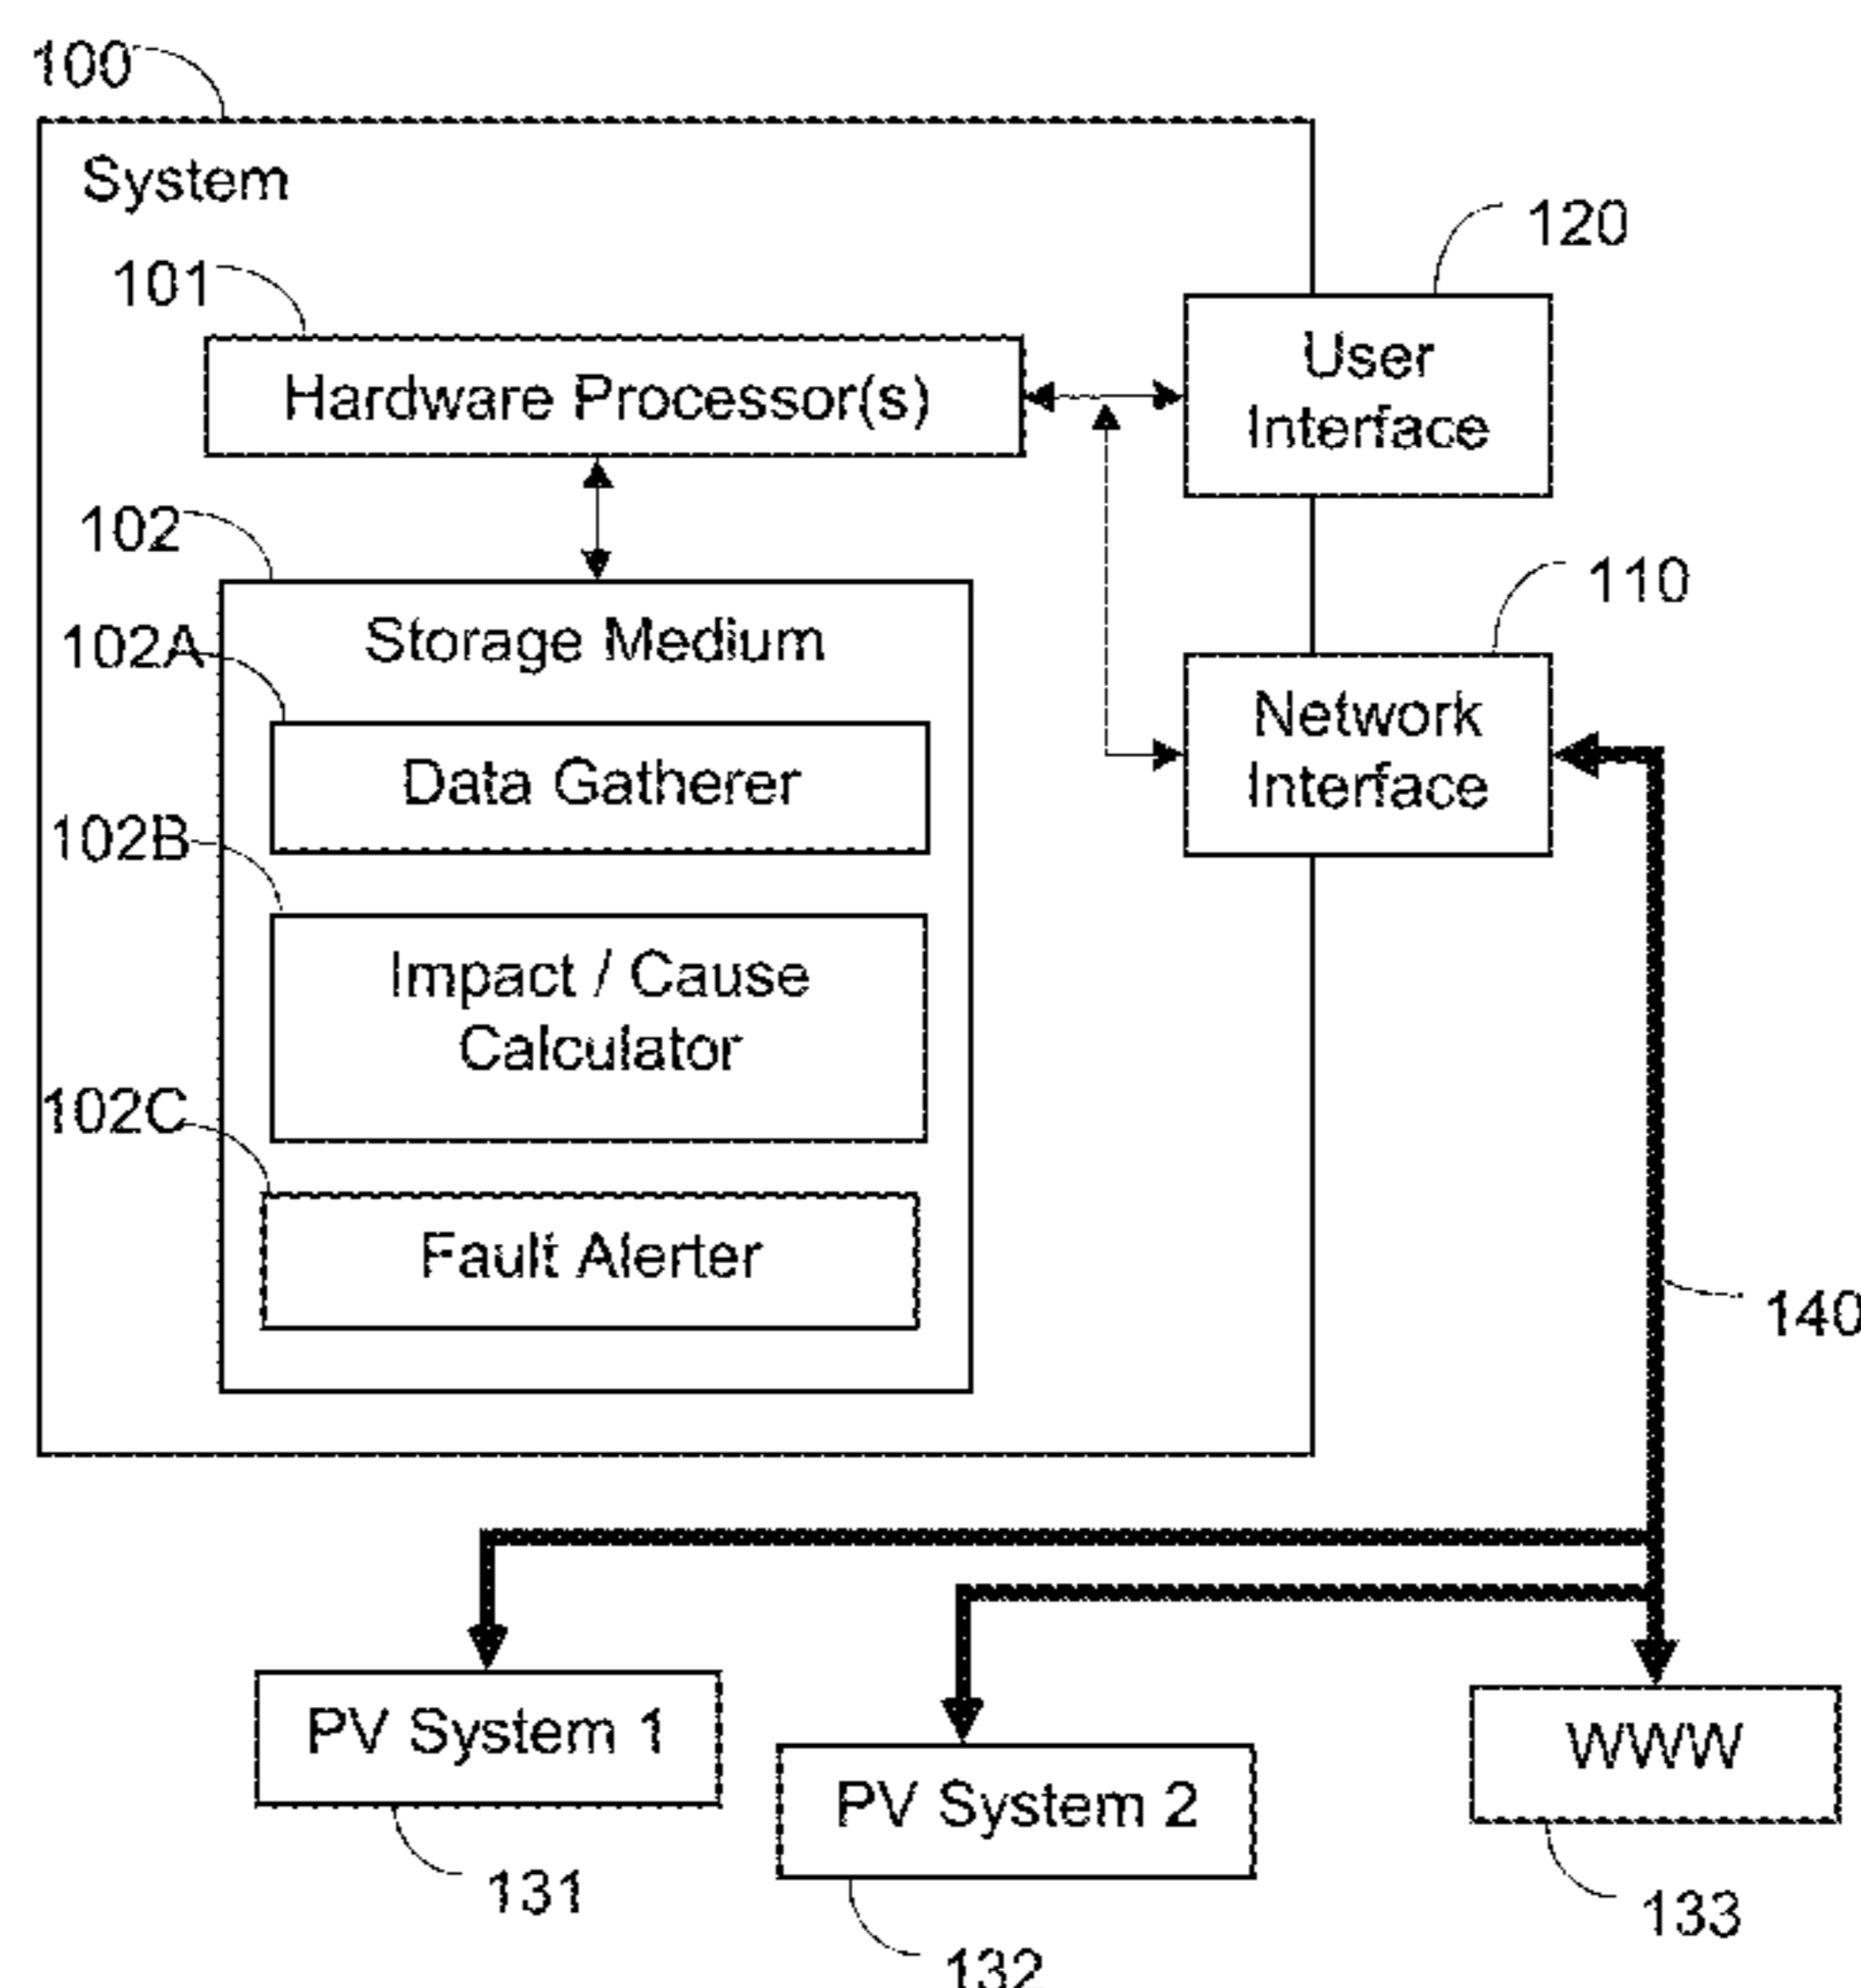 100
System
120
101
Hardware Processor(s)
User
Interface
102
110
102A
Storage Medium
Network
Interface
Data Gatherer
102B
Impact / Cause
Calculator
102C
Fault Alerter
140
PV System 1
WWW
PV System 2
131
133
132